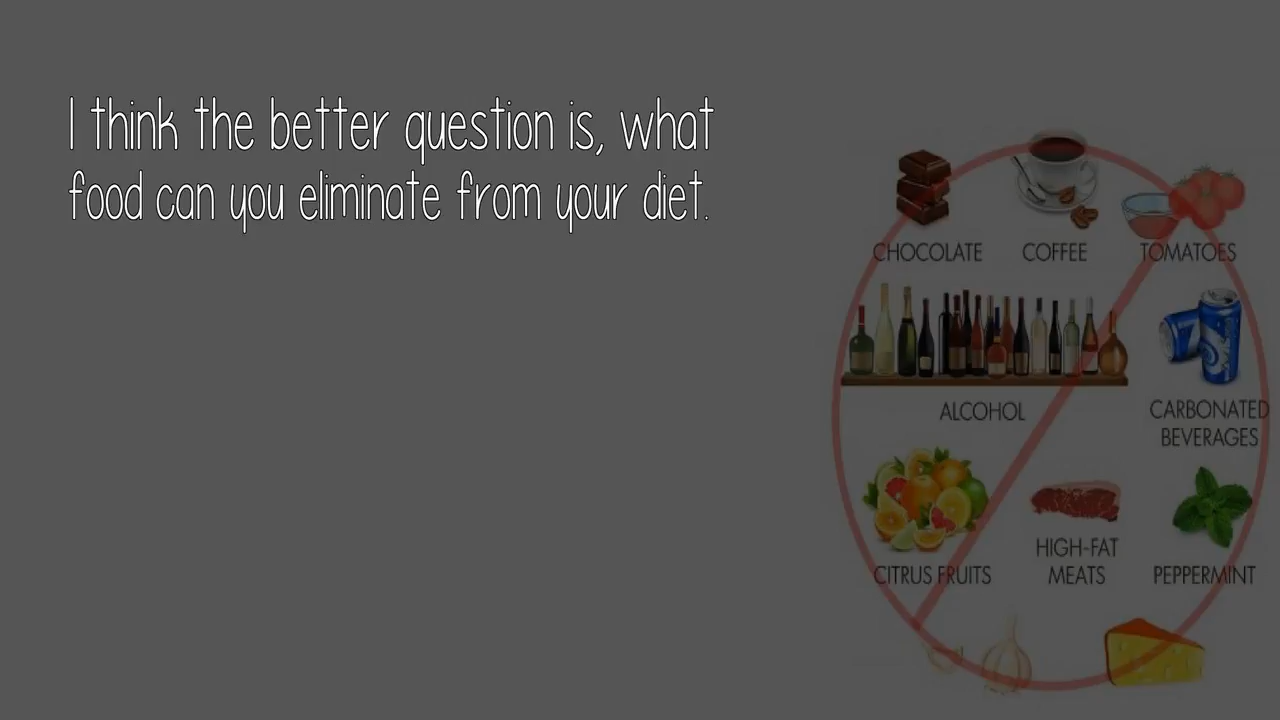 I think the better question is, what
food can you eliminate from your diet.
CHOCOLATE
COFFEE
TOMATOES
ALCOHOL
CARBONATED
BEVERAGES
CITRUS FRUITS
HIGH-FAT
MEATS
PEPPERMINT